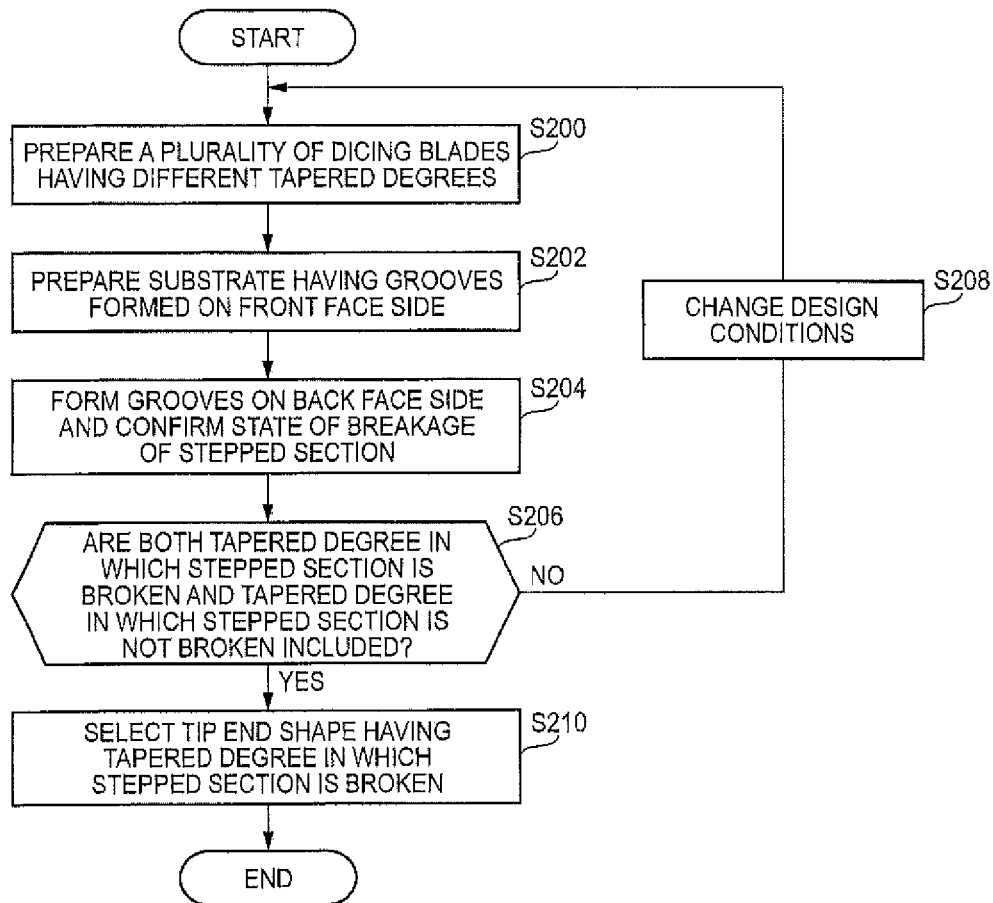 START
S200
PREPARE A PLURALITY OF DICING BLADES
HAVING DIFFERENT TAPERED DEGREES
S202
PREPARE SUBSTRATE HAVING GROOVES
FORMED ON FRONT FACE SIDE
S208
CHANGE DESIGN
CONDITIONS
S204
FORM GROOVES ON BACK FACE SIDE
AND CONFIRM STATE OF BREAKAGE
OF STEPPED SECTION
S206
ARE BOTH TAPERED DEGREE IN
WHICH STEPPED SECTION IS
BROKEN AND TAPERED DEGREE
IN WHICH STEPPED SECTION IS
NOT BROKEN INCLUDED?
NO
YES
S210
SELECT TIP END SHAPE HAVING
TAPERED DEGREE IN WHICH
STEPPED SECTION IS BROKEN
END